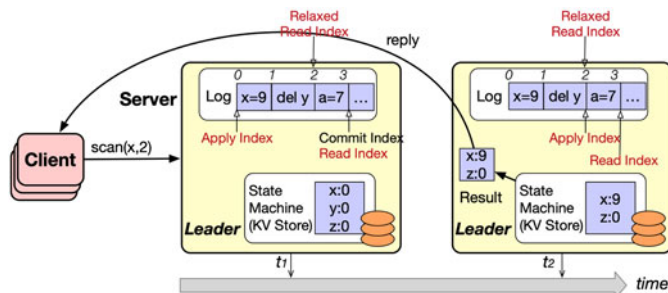 Relaxed
Read Index
reply
Relaxed
Read Index
Server
0 1 2 3
Log x=9 del y a=7 ...
Apply Index
Commit Index
Read Index
0 1 2 3
Log x=9 del y a=7 ...
Apply Index
Read Index
Client
scan(x,2)
State
Machine
(KV Store)
x:0
y:0
z:0
Leader
x:9
z:0
Result
State
Machine
(KV Store)
x:9
z:0
Leader
t1
t2
time